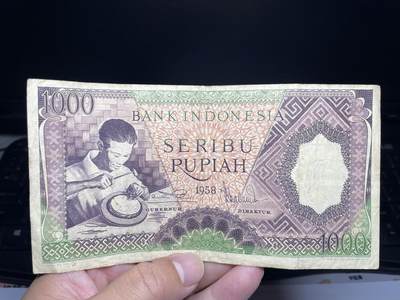 1000
BANK INDONESIA
SERIBU
RUPIAH
1958
GUBERNUR
DIREKTUR
1000